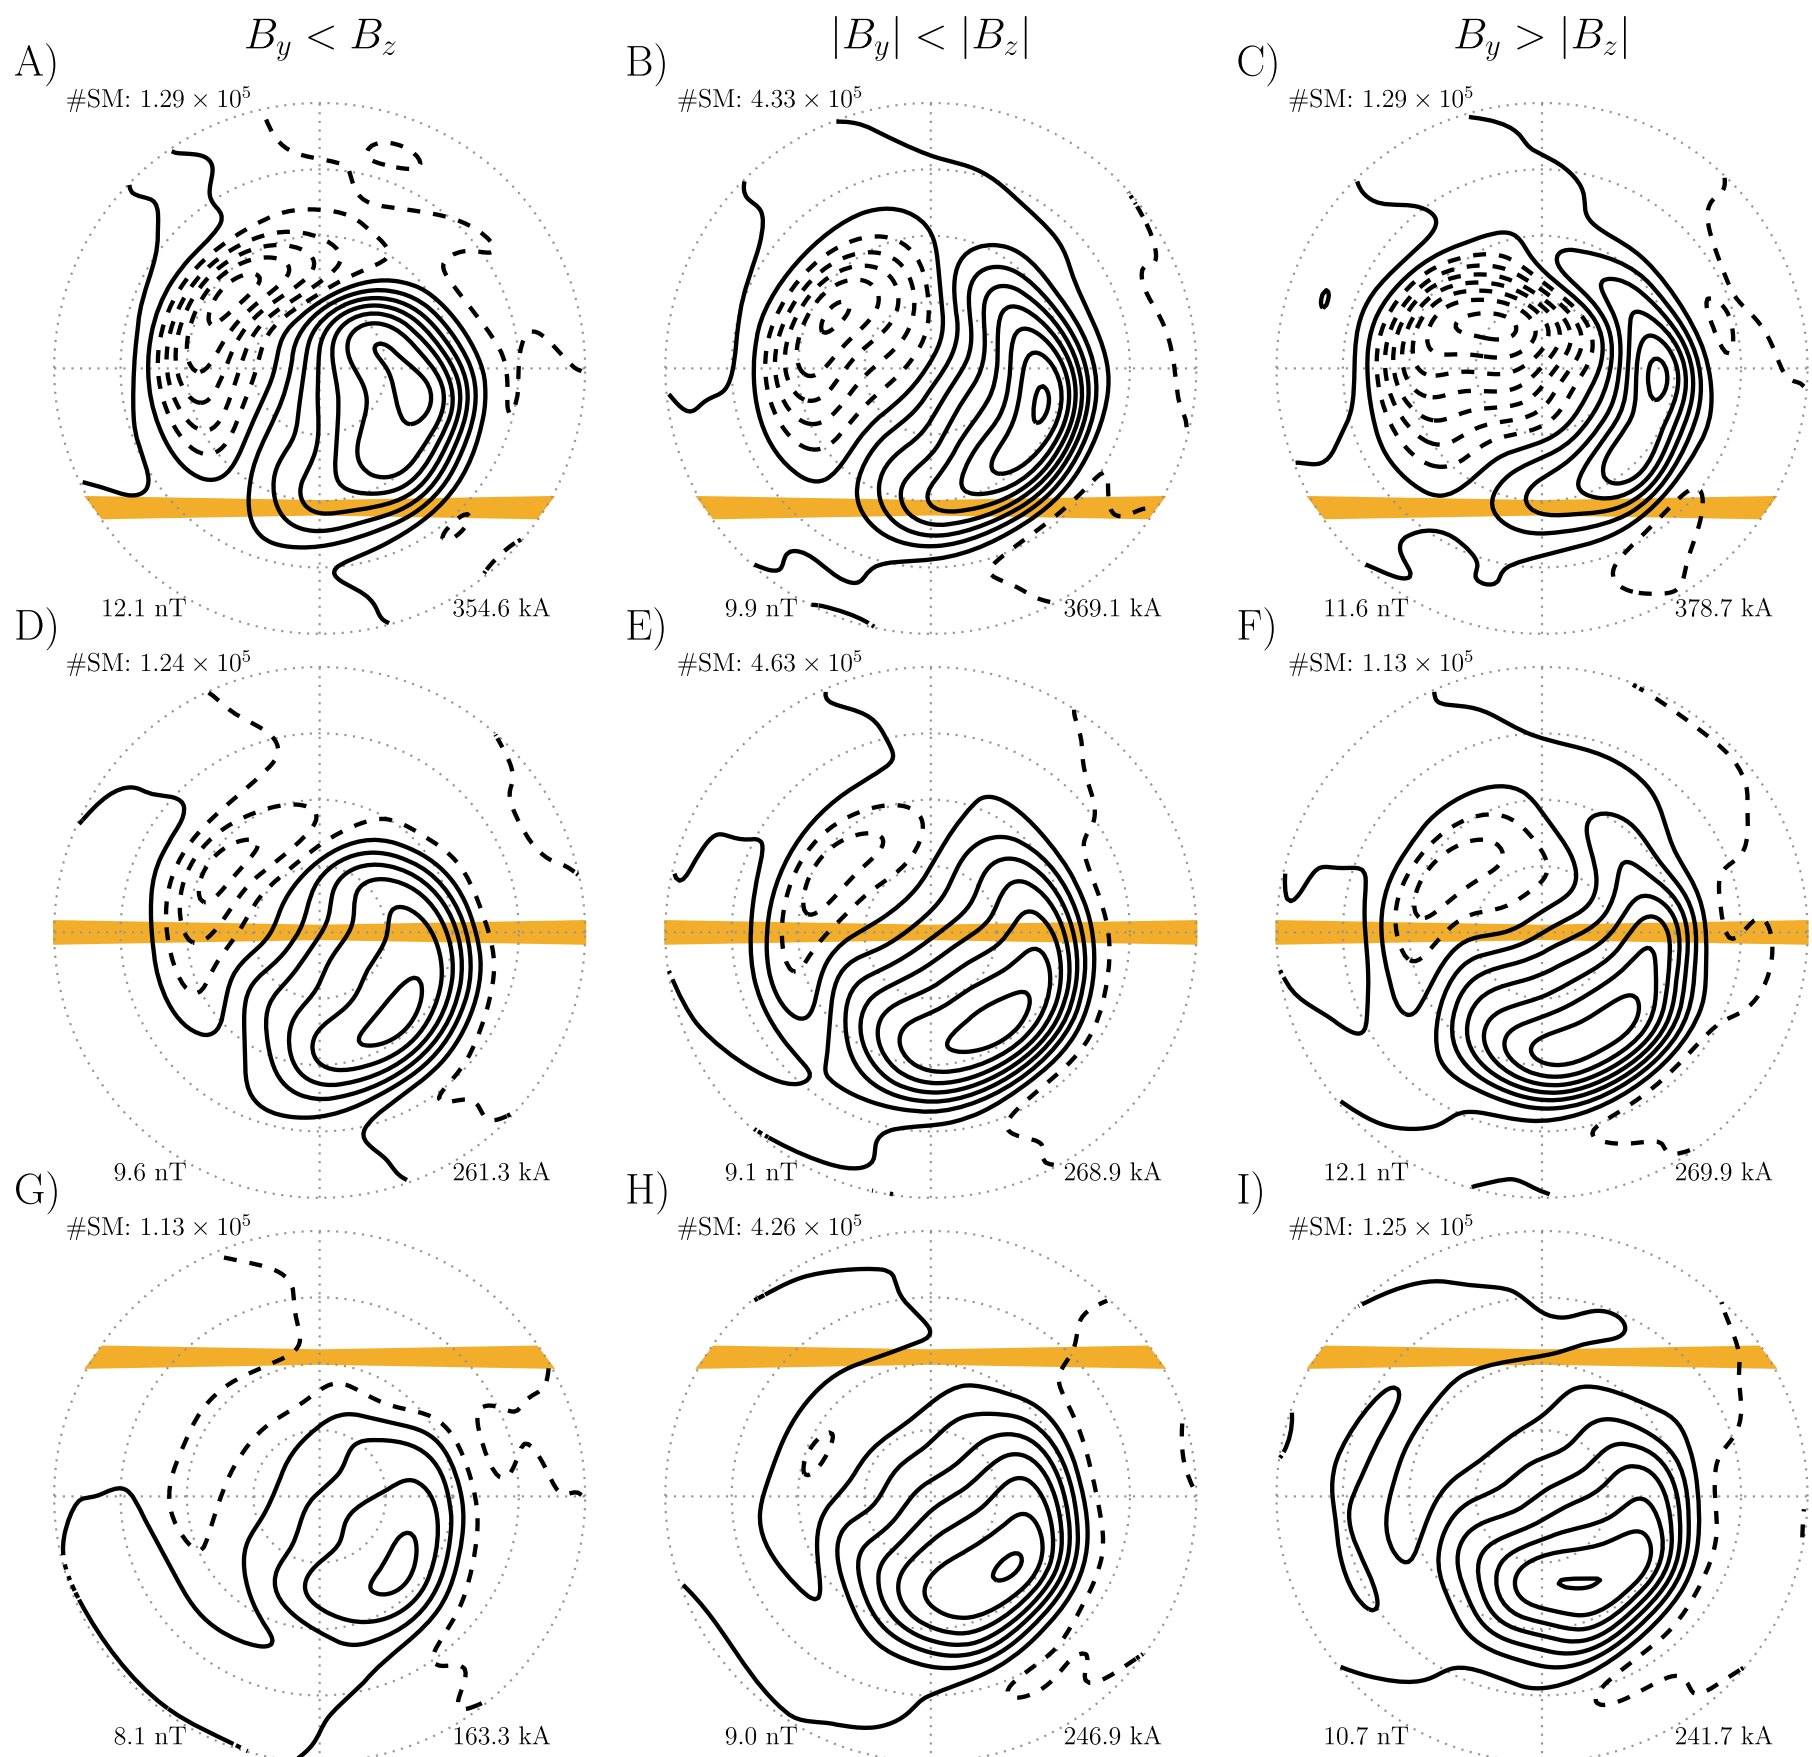 B_y < B_z
|B_y| < |B_z|
B_y > |B_z|
A)
#SM: 1.29 × 10^5
12.1 nT
354.6 kA
B)
#SM: 4.33 × 10^5
9.9 nT
369.1 kA
C)
#SM: 1.29 × 10^5
11.6 nT
378.7 kA
D)
#SM: 1.24 × 10^5
9.6 nT
261.3 kA
E)
#SM: 4.63 × 10^5
9.1 nT
268.9 kA
F)
#SM: 1.13 × 10^5
12.1 nT
269.9 kA
G)
#SM: 1.13 × 10^5
8.1 nT
163.3 kA
H)
#SM: 4.26 × 10^5
9.0 nT
246.9 kA
I)
#SM: 1.25 × 10^5
10.7 nT
241.7 kA